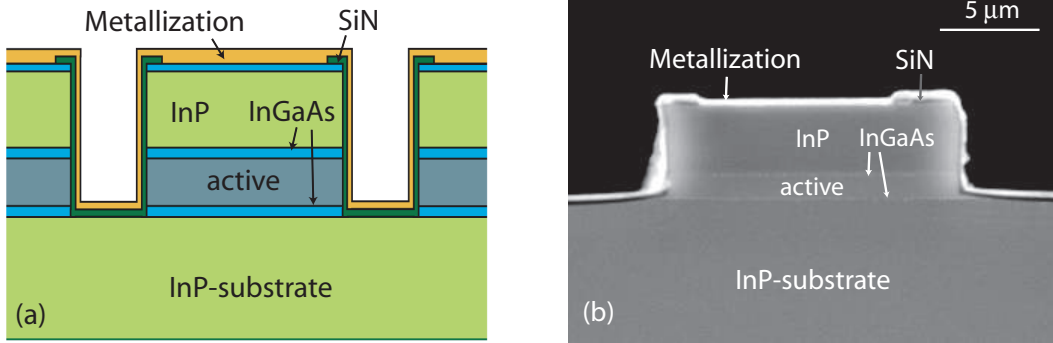 Metallization
SiN
InP
InGaAs
active
InP-substrate
(a)
5 μm
Metallization
SiN
InP
InGaAs
active
InP-substrate
(b)